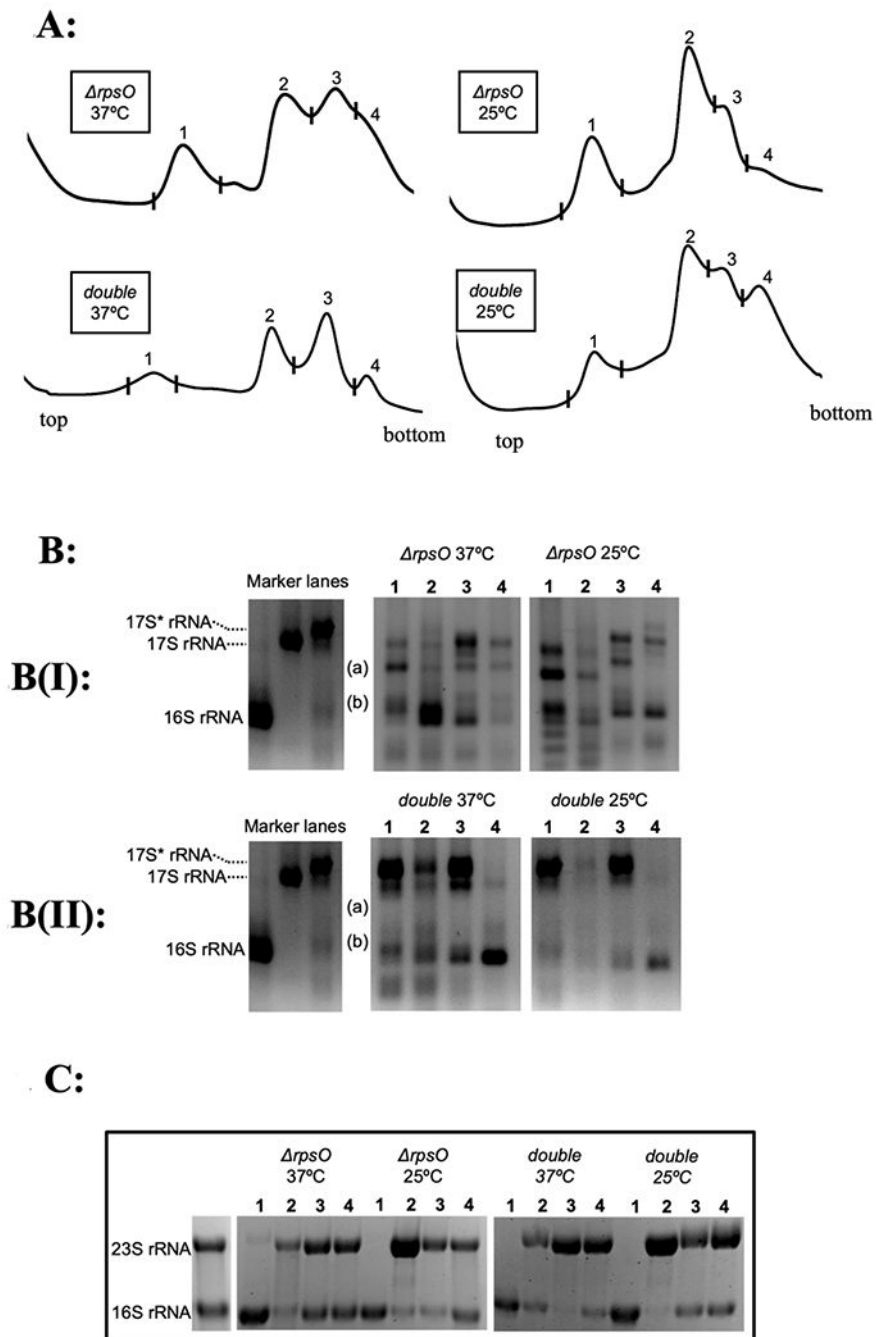 A:
ΔrpsO
37ºC
1
2
3
4
ΔrpsO
25ºC
1
2
3
4
double
37ºC
1
2
3
4
top
bottom
double
25ºC
1
2
3
4
top
bottom
B:
ΔrpsO 37ºC
ΔrpsO 25ºC
Marker lanes
1 2 3 4
1 2 3 4
17S* rRNA
17S rRNA
B(I):
(a)
(b)
16S rRNA
double 37ºC
double 25ºC
Marker lanes
1 2 3 4
1 2 3 4
17S* rRNA
17S rRNA
B(II):
(a)
(b)
16S rRNA
C:
ΔrpsO ΔrpsO double double
37ºC 25ºC 37ºC 25ºC
1 2 3 4 1 2 3 4 1 2 3 4 1 2 3 4
23S rRNA
16S rRNA